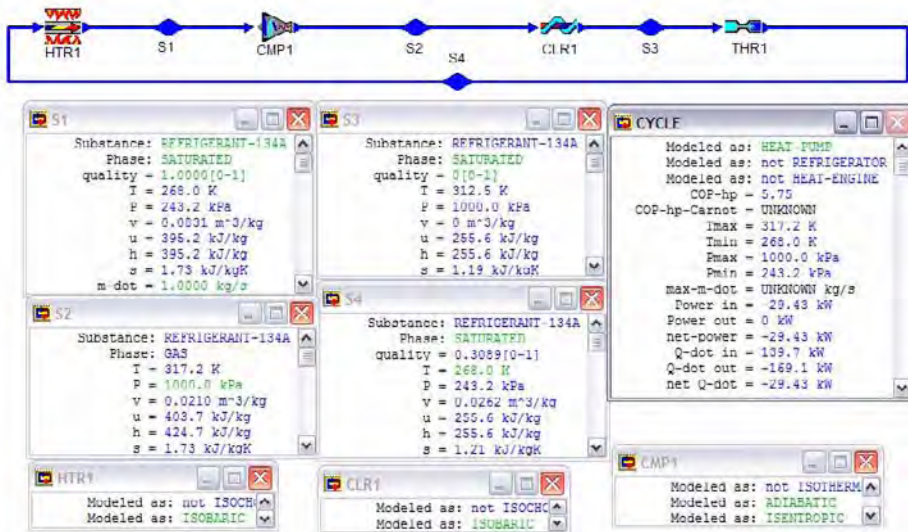 HTR1
S1
CMP1
S2
S4
CLR1
S3
THR1
S1
Substance: REFRIGERANT-134A
Phase: SATURATED
quality = 1.0000[0-1]
T = 268.0 K
P = 243.2 kPa
v = 0.0831 m^3/kg
u = 395.2 kJ/kg
h = 395.2 kJ/kg
s = 1.73 kJ/kgK
m-dot = 1.0000 kg/s
S3
Substance: REFRIGERANT-134A
Phase: SATURATED
quality = 0[0-1]
T = 312.5 K
P = 1000.0 kPa
v = 0 m^3/kg
u = 255.6 kJ/kg
h = 255.6 kJ/kg
s = 1.19 kJ/kgK
CYCLE
Modeled as: HEAT-PUMP
Modeled as: not REFRIGERATOR
Modeled as: not HEAT-ENGINE
COP-hp = 5.75
COP-hp-Carnot = UNKNOWN
Tmax = 317.2 K
Tmin = 268.0 K
Pmax = 1000.0 kPa
Pmin = 243.2 kPa
max-m-dot = UNKNOWN kg/s
Power in = -29.43 kW
Power out = 0 kW
net-power = -29.43 kW
Q-dot in = 139.7 kW
Q-dot out = -169.1 kW
net Q-dot = -29.43 kW
S2
Substance: REFRIGERANT-134A
Phase: GAS
T = 317.2 K
P = 1000.0 kPa
v = 0.0210 m^3/kg
u = 403.7 kJ/kg
h = 424.7 kJ/kg
s = 1.73 kJ/kgK
S4
Substance: REFRIGERANT-134A
Phase: SATURATED
quality = 0.3089[0-1]
T = 268.0 K
P = 243.2 kPa
v = 0.0262 m^3/kg
u = 255.6 kJ/kg
h = 255.6 kJ/kg
s = 1.21 kJ/kgK
HTR1
Modeled as: not ISOCHO
Modeled as: ISOBARIC
CLR1
Modeled as: not ISOCHO
Modeled as: ISOBARIC
CMP1
Modeled as: not ISOTHERM
Modeled as: ADIABATIC
Modeled as: ISENTROPIC